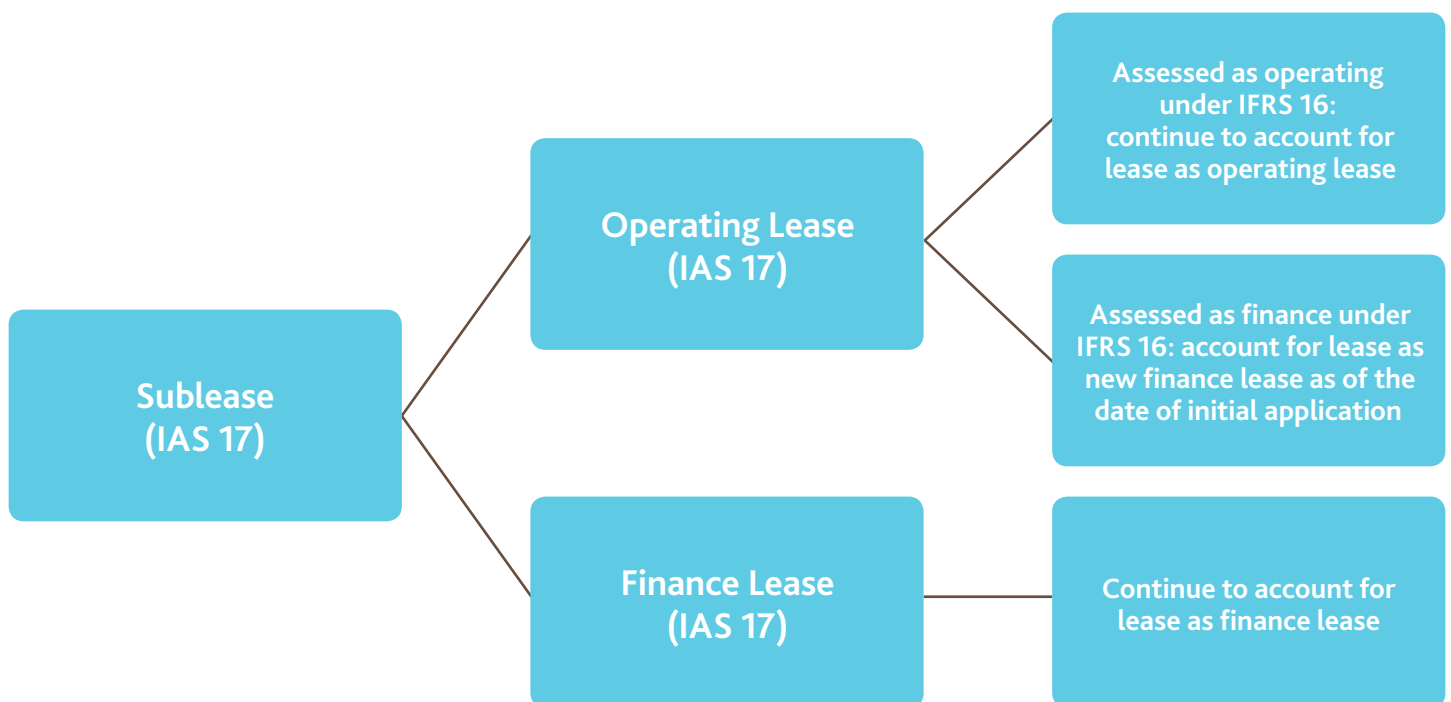 Sublease
(IAS 17)
Operating Lease
(IAS 17)
Assessed as operating
under IFRS 16:
continue to account for
lease as operating lease
Assessed as finance under
IFRS 16: account for lease as
new finance lease as of the
date of initial application
Finance Lease
(IAS 17)
Continue to account for
lease as finance lease